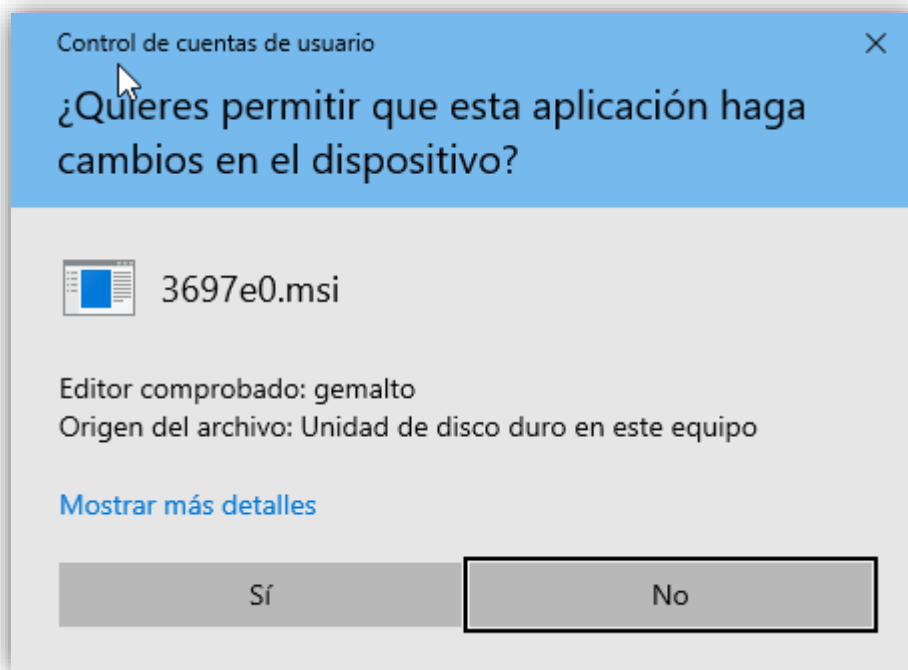 Control de cuentas de usuario
¿Quieres permitir que esta aplicación haga
cambios en el dispositivo?
3697e0.msi
Editor comprobado: gemalto
Origen del archivo: Unidad de disco duro en este equipo
Mostrar más detalles
Sí
No